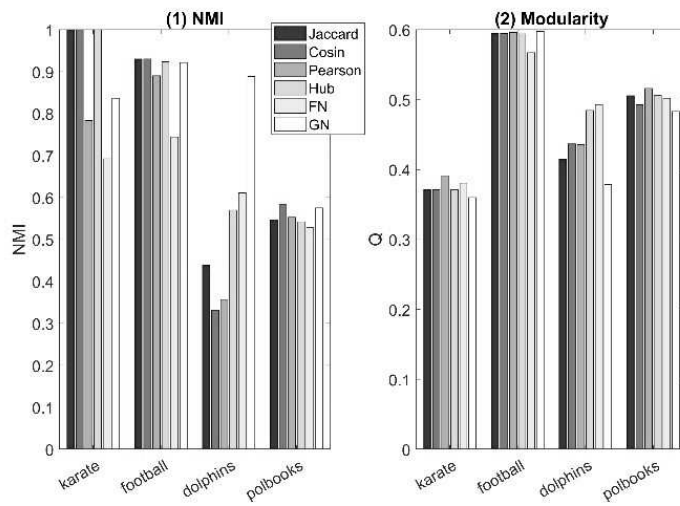 (1) NMI
NMI
1
0.9
0.8
0.7
0.6
0.5
0.4
0.3
0.2
0.1
0
karate
football
dolphins
polbooks
Jaccard
Cosin
Pearson
Hub
FN
GN
(2) Modularity
Q
0.6
0.5
0.4
0.3
0.2
0.1
0
karate
football
dolphins
polbooks